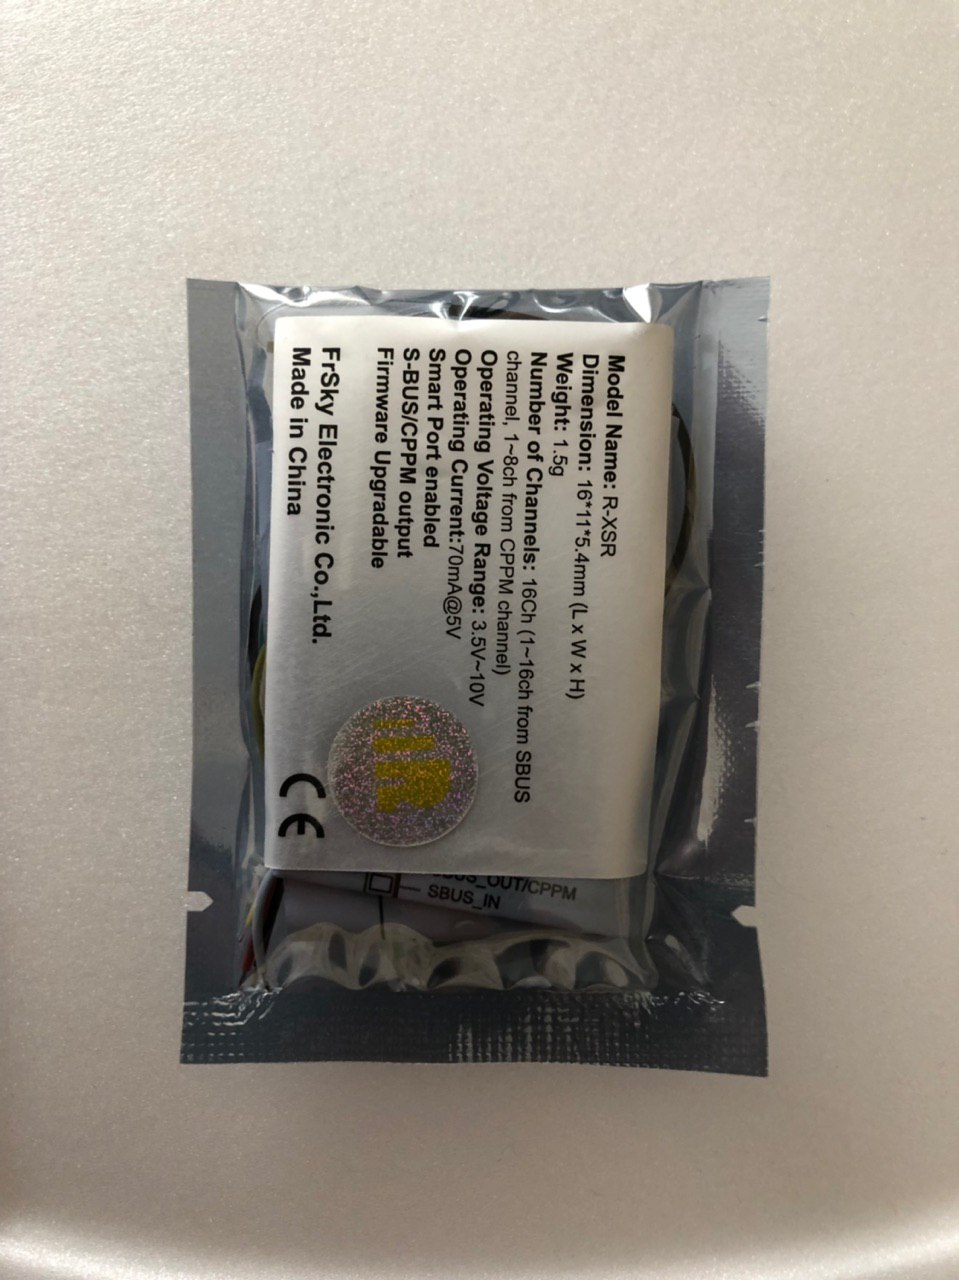 Model Name: R-XSR
Dimension: 16*11*5.4mm (L x W x H)
Weight: 1.5g
Number of Channels: 16Ch (1~16ch from SBUS
channel, 1~8ch from CPPM channel)
Operating Voltage Range: 3.5V~10V
Operating Current:70mA@5V
Smart Port enabled
S-BUS/CPPM output
Firmware Upgradable
FrSky Electronic Co.,Ltd.
Made in China
CE
SBUS_OUT/CPPM
SBUS_IN